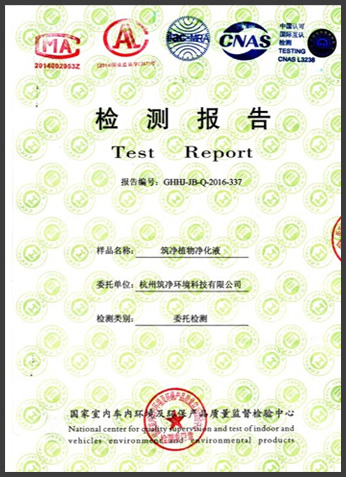 MA
2014002953Z
AL
ilac-MRA
CNAS
中国认可
国际互认
检测
TESTING
CNAS L3238
检 测 报 告
Test Report
报告编号：GHHJ-JB-Q-2016-337
样品名称： 筑净植物净化液
委托单位：杭州筑净环境科技有限公司
检测类别： 委托检测
国家室内车内环境及环保产品质量监督检验中心
National center for quality supervision and test of indoor and
vehicles environment and environmental products